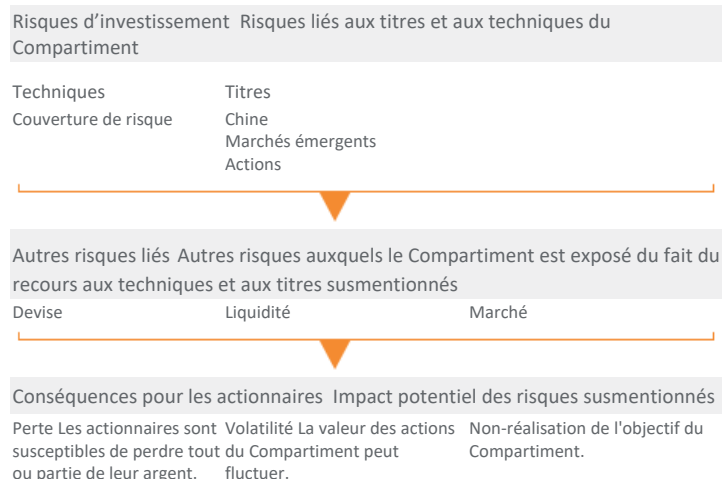 Risques d’investissement Risques liés aux titres et aux techniques du
Compartiment
Techniques
Titres
Couverture de risque
Chine
Marchés émergents
Actions
Autres risques liés Autres risques auxquels le Compartiment est exposé du fait du
recours aux techniques et aux titres susmentionnés
Devise
Liquidité
Marché
Conséquences pour les actionnaires Impact potentiel des risques susmentionnés
Perte Les actionnaires sont
susceptibles de perdre tout
ou partie de leur argent.
Volatilité La valeur des actions
du Compartiment peut
fluctuer.
Non-réalisation de l'objectif du
Compartiment.